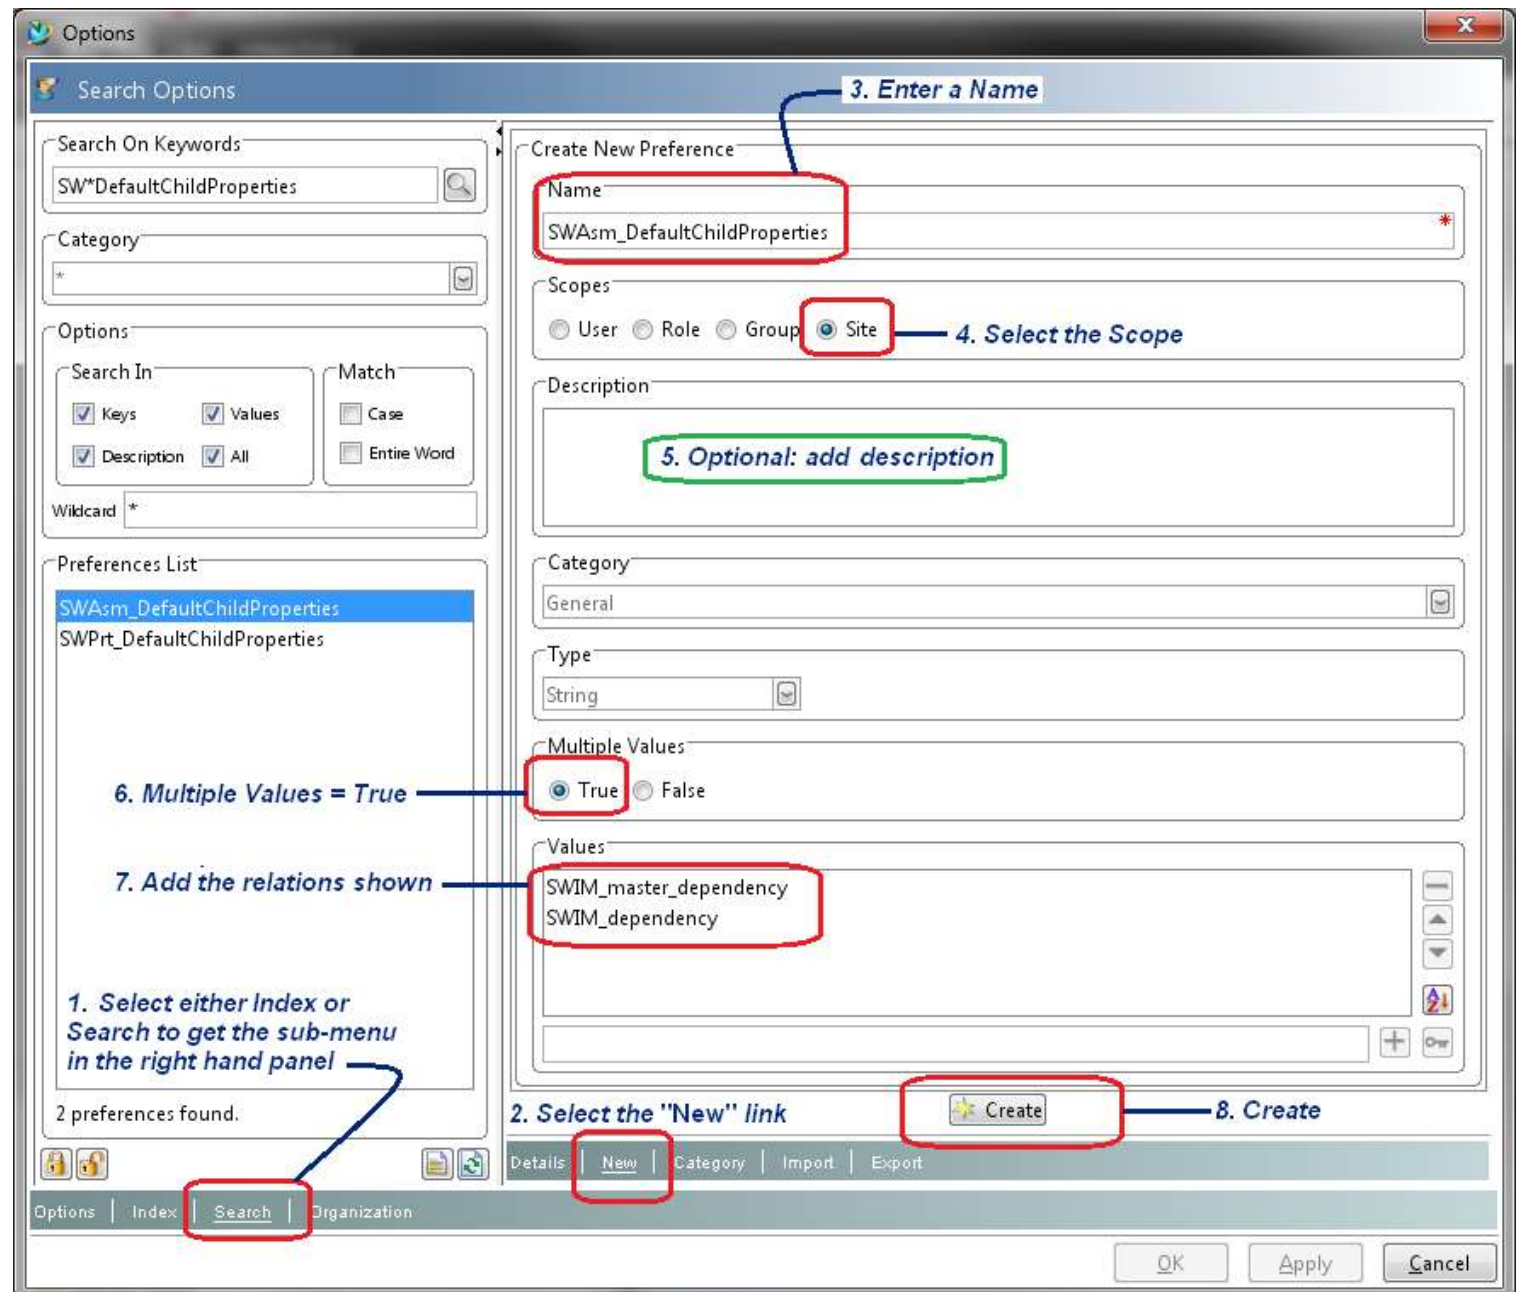 Options
Search Options
3. Enter a Name
Search On Keywords
SW*DefaultChildProperties
Category
*
Options
Search In
Keys
Values
Description
All
Match
Case
Entire Word
Wildcard *
Preferences List
SWAsm_DefaultChildProperties
SWPrt_DefaultChildProperties
6. Multiple Values = True
7. Add the relations shown
1. Select either Index or
Search to get the sub-menu
in the right hand panel
2 preferences found.
Create New Preference
Name
SWAsm_DefaultChildProperties *
Scopes
User Role Group Site
4. Select the Scope
Description
5. Optional: add description
Category
General
Type
String
Multiple Values
True False
Values
SWIM_master_dependency
SWIM_dependency
2. Select the "New" link
Create
8. Create
Details | New | Category | Import | Export
Options | Index | Search | Organization
OK Apply Cancel